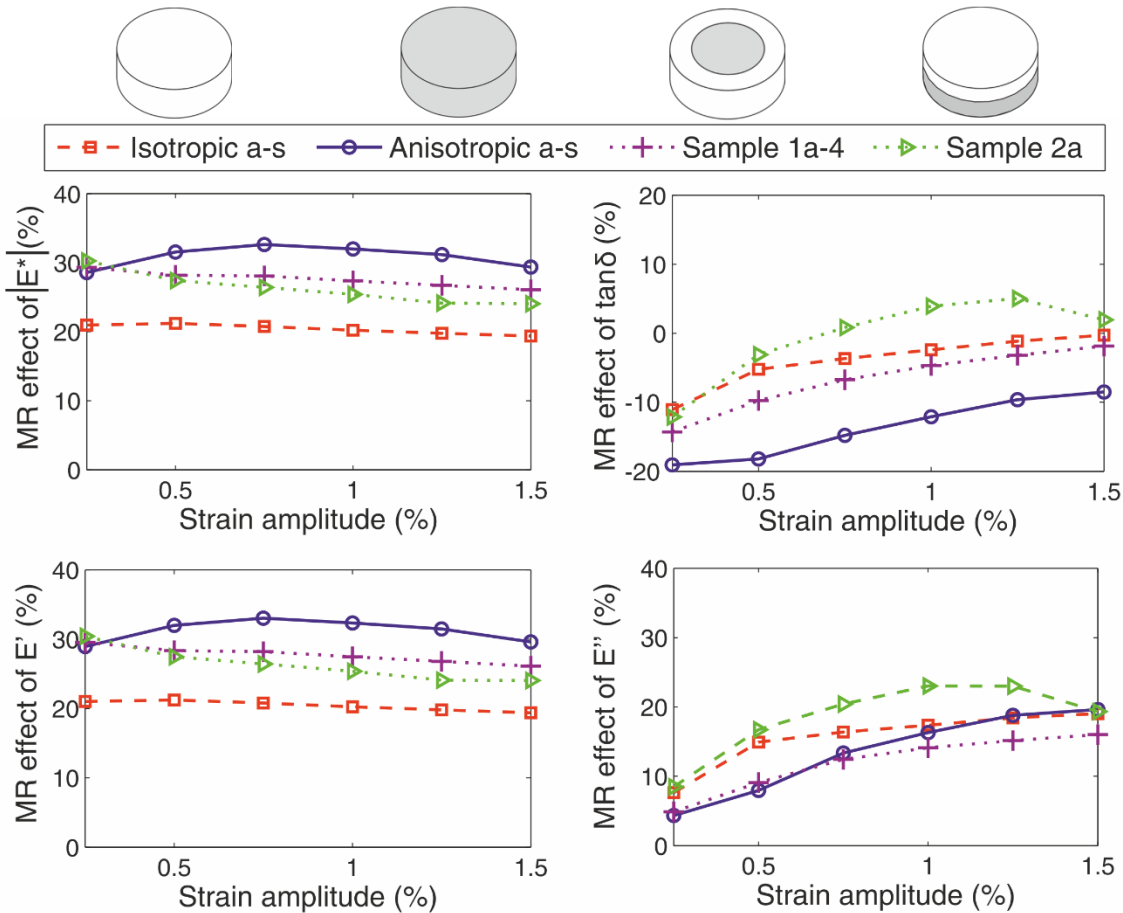 Isotropic a-s Anisotropic a-s Sample 1a-4 Sample 2a
MR effect of |E*| (%)
40
30
20
10
0
0.5 1 1.5
Strain amplitude (%)
MR effect of tanδ (%)
20
10
0
-10
-20
0.5 1 1.5
Strain amplitude (%)
MR effect of E’ (%)
40
30
20
10
0
0.5 1 1.5
Strain amplitude (%)
MR effect of E’’ (%)
40
30
20
10
0
0.5 1 1.5
Strain amplitude (%)